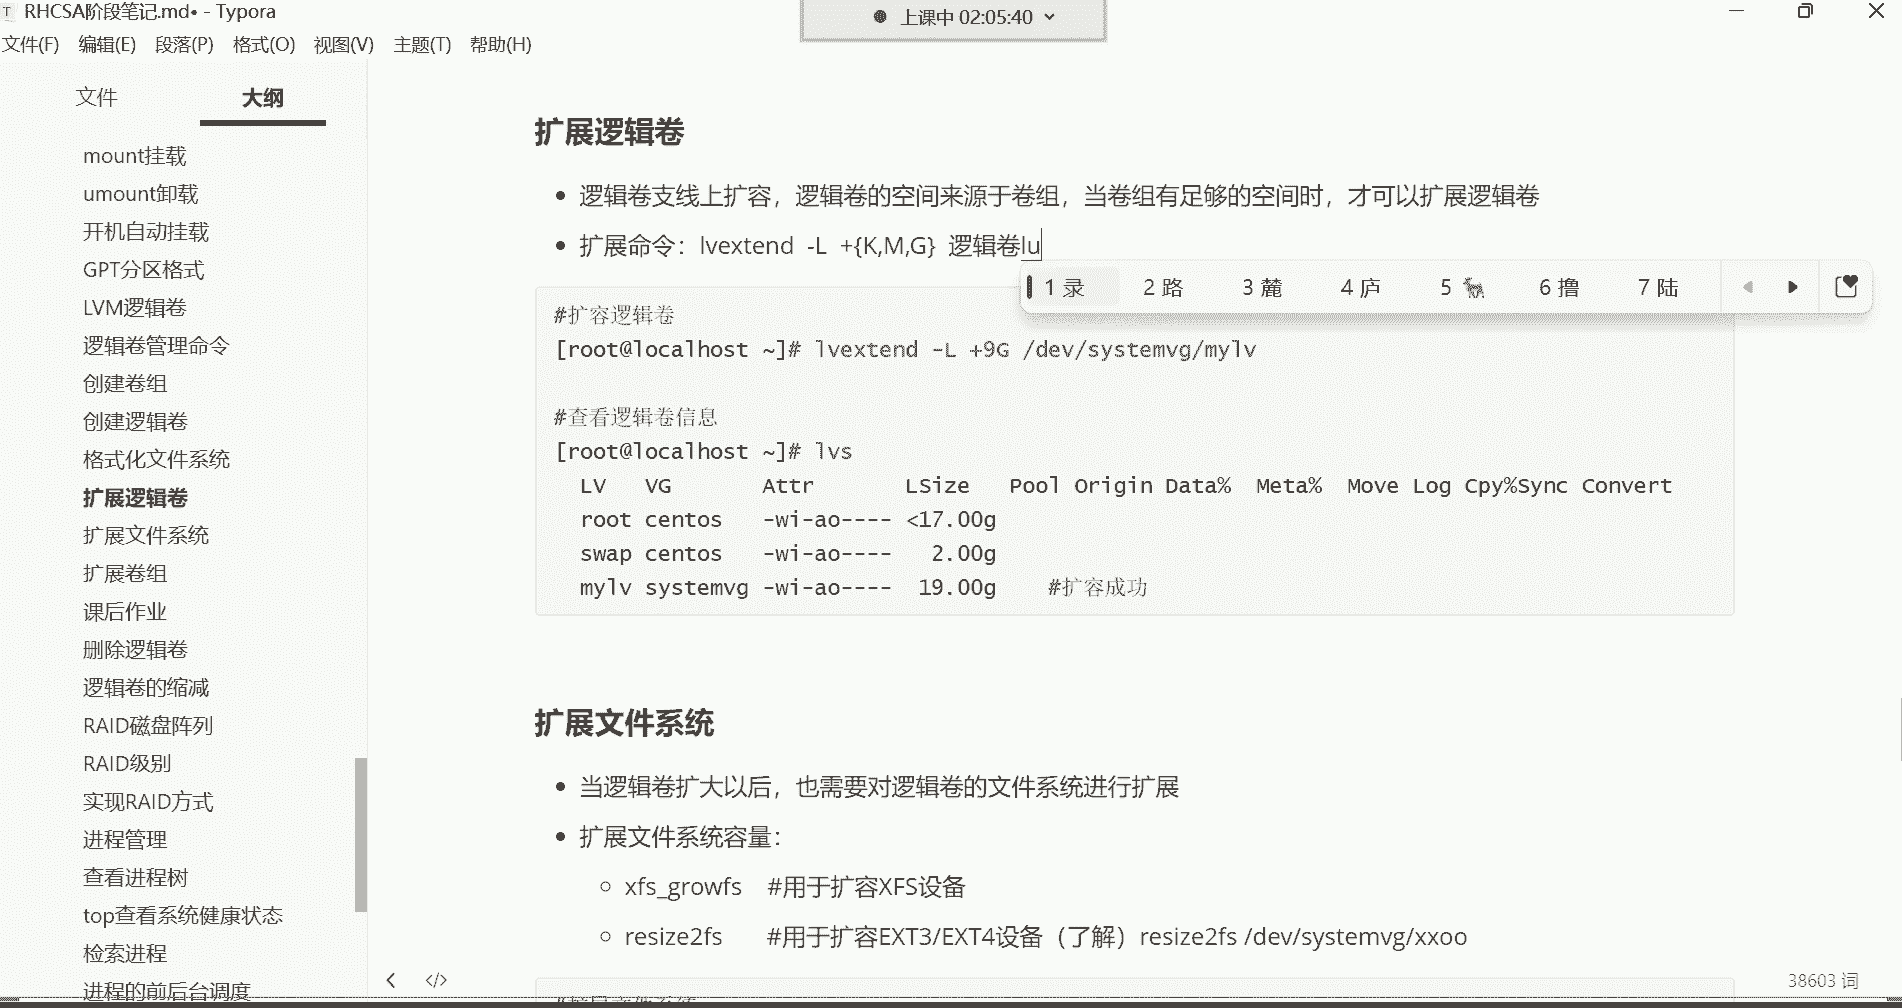 RHCSA阶段笔记.md• - Typora
上课中 02:05:40
文件(F) 编辑(E) 段落(P) 格式(O) 视图(V) 主题(T) 帮助(H)
文件 大纲
mount挂载
umount卸载
开机自动挂载
GPT分区格式
LVM逻辑卷
逻辑卷管理命令
创建卷组
创建逻辑卷
格式化文件系统
扩展逻辑卷
扩展文件系统
扩展卷组
课后作业
删除逻辑卷
逻辑卷的缩减
RAID磁盘阵列
RAID级别
实现RAID方式
进程管理
查看进程树
top查看系统健康状态
检索进程
进程的前后台调度
扩展逻辑卷
逻辑卷支线上扩容，逻辑卷的空间来源于卷组，当卷组有足够的空间时，才可以扩展逻辑卷
扩展命令：lvextend -L +{K,M,G} 逻辑卷lu
1 录 2 路 3 麓 4 庐 5 🦌 6 撸 7 陆
#扩容逻辑卷
[root@localhost ~]# lvextend -L +9G /dev/systemvg/mylv
#查看逻辑卷信息
[root@localhost ~]# lvs
LV VG Attr LSize Pool Origin Data% Meta% Move Log Cpy%Sync Convert
root centos -wi-ao---- <17.00g
swap centos -wi-ao---- 2.00g
mylv systemvg -wi-ao---- 19.00g #扩容成功
扩展文件系统
当逻辑卷扩大以后，也需要对逻辑卷的文件系统进行扩展
扩展文件系统容量：
xfs_growfs #用于扩容XFS设备
resize2fs #用于扩容EXT3/EXT4设备（了解）resize2fs /dev/systemvg/xxoo
38603 词